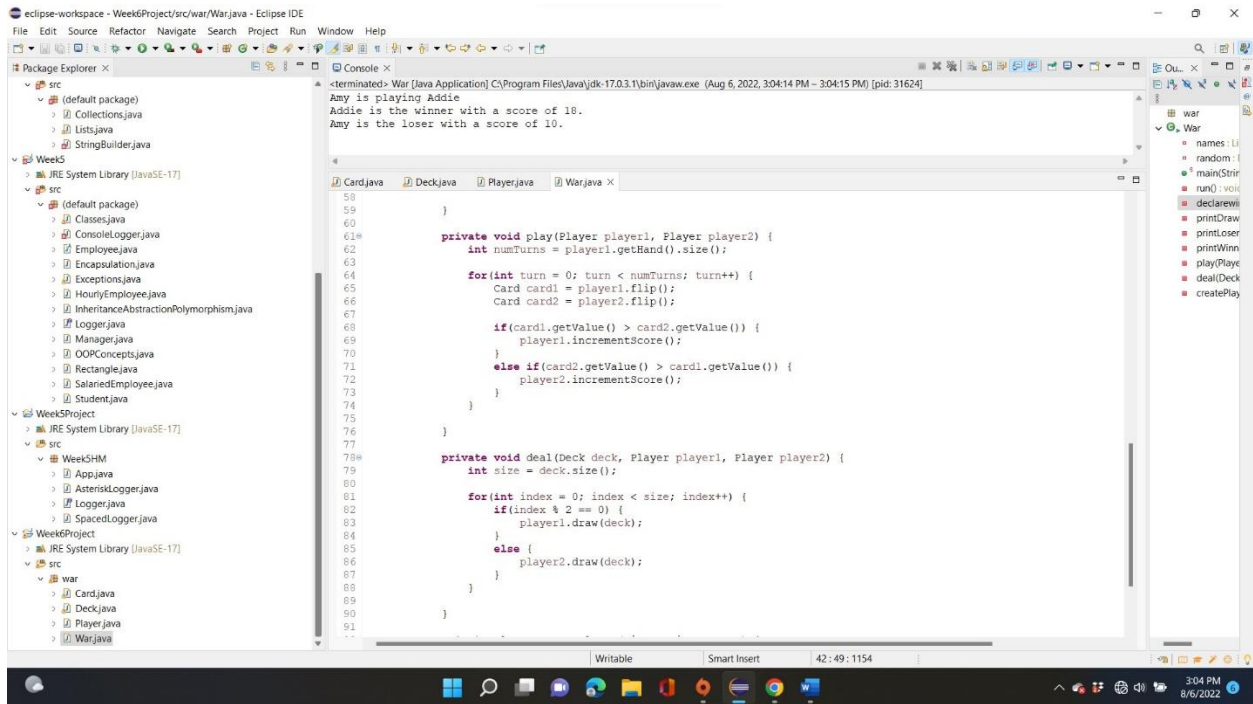 eclipse-workspace - Week6Project/src/war/War.java - Eclipse IDE
File Edit Source Refactor Navigate Search Project Run Window Help
Package Explorer
src
(default package)
Collections.java
Lists.java
StringBuilder.java
Week5
JRE System Library [JavaSE-17]
src
(default package)
Classes.java
ConsoleLogger.java
Employee.java
Encapsulation.java
Exceptions.java
HourlyEmployee.java
InheritanceAbstractionPolymorphism.java
Logger.java
Manager.java
OOPConcepts.java
Rectangle.java
SalariedEmployee.java
Student.java
Week5Project
JRE System Library [JavaSE-17]
src
Week5HM
App.java
AsteriskLogger.java
Logger.java
SpacedLogger.java
Week6Project
JRE System Library [JavaSE-17]
src
war
Card.java
Deck.java
Player.java
War.java
Console
<terminated> War [Java Application] C:\Program Files\Java\jdk-17.0.3.1\bin\javaw.exe (Aug 6, 2022, 3:04:14 PM – 3:04:15 PM) [pid: 31624]
Amy is playing Addie
Addie is the winner with a score of 18.
Amy is the loser with a score of 10.
Card.java Deck.java Player.java War.java
58
59 }
60
61 private void play(Player player1, Player player2) {
62 int numTurns = player1.getHand().size();
63
64 for(int turn = 0; turn < numTurns; turn++) {
65 Card card1 = player1.flip();
66 Card card2 = player2.flip();
67
68 if(card1.getValue() > card2.getValue()) {
69 player1.incrementScore();
70 }
71 else if(card2.getValue() > card1.getValue()) {
72 player2.incrementScore();
73 }
74 }
75
76 }
77
78 private void deal(Deck deck, Player player1, Player player2) {
79 int size = deck.size();
80
81 for(int index = 0; index < size; index++) {
82 if(index % 2 == 0) {
83 player1.draw(deck);
84 }
85 else {
86 player2.draw(deck);
87 }
88 }
89
90 }
91
Ou...
war
War
names : Li
random :
main(Strin
run() : voi
declarewi
printDraw
printLoser
printWinn
play(Playe
deal(Deck
createPlay
Writable Smart Insert 42 : 49 : 1154
3:04 PM
8/6/2022
6